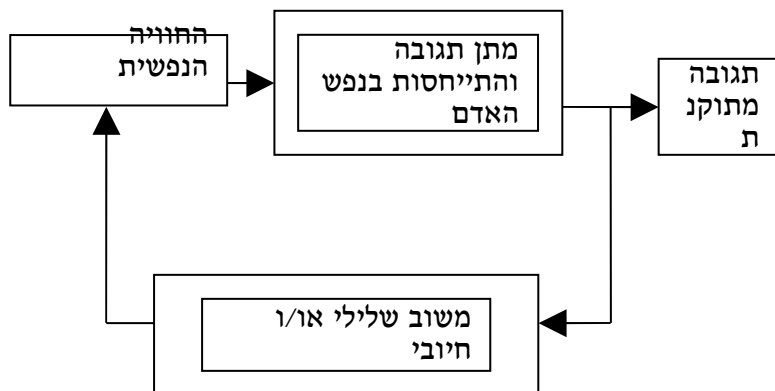 החוויה
הנפשית
מתן תגובה
והתייחסות בנפש
האדם
תגובה
מתוקנ
ת
משוב שלילי או/ו
חיובי